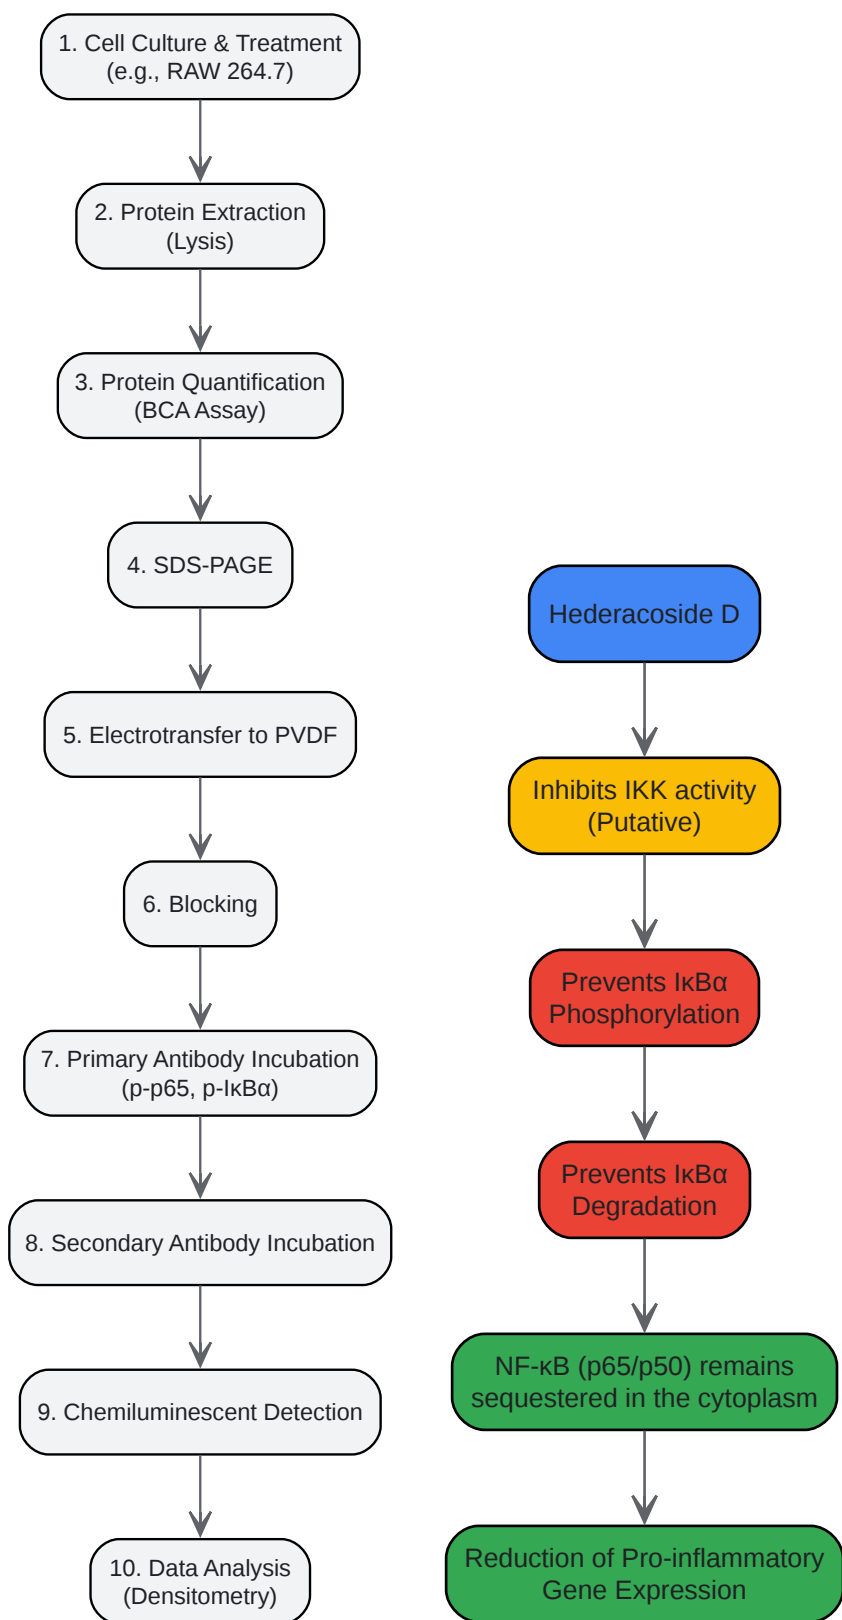 1. Cell Culture & Treatment
(e.g., RAW 264.7)
2. Protein Extraction
(Lysis)
3. Protein Quantification
(BCA Assay)
4. SDS-PAGE
5. Electrotransfer to PVDF
6. Blocking
7. Primary Antibody Incubation
(p-p65, p-IκBα)
8. Secondary Antibody Incubation
9. Chemiluminescent Detection
10. Data Analysis
(Densitometry)
Hederacoside D
Inhibits IKK activity
(Putative)
Prevents IκBα
Phosphorylation
Prevents IκBα
Degradation
NF-κB (p65/p50) remains
sequestered in the cytoplasm
Reduction of Pro-inflammatory
Gene Expression